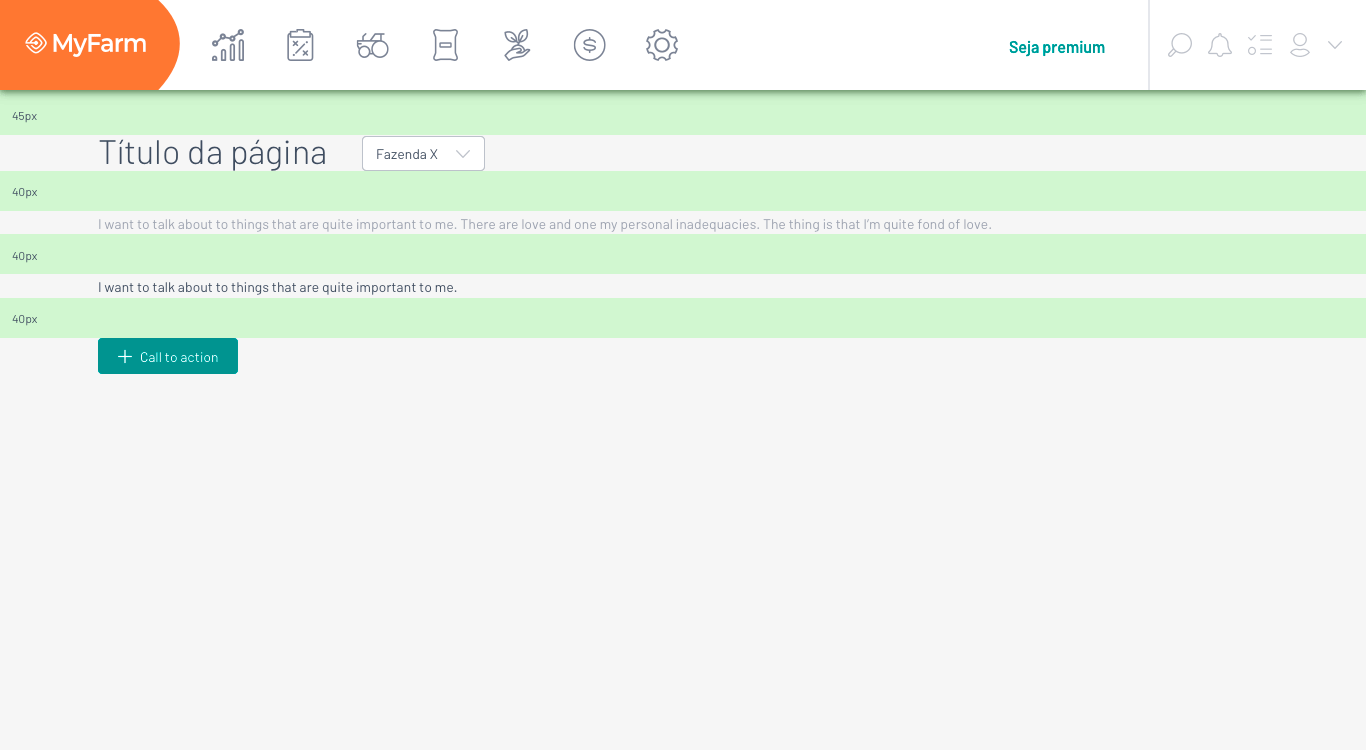 MyFarm
Seja premium
45px
Título da página
Fazenda X
40px
I want to talk about to things that are quite important to me. There are love and one my personal inadequacies. The thing is that I'm quite fond of love.
40px
I want to talk about to things that are quite important to me.
40px
Call to action